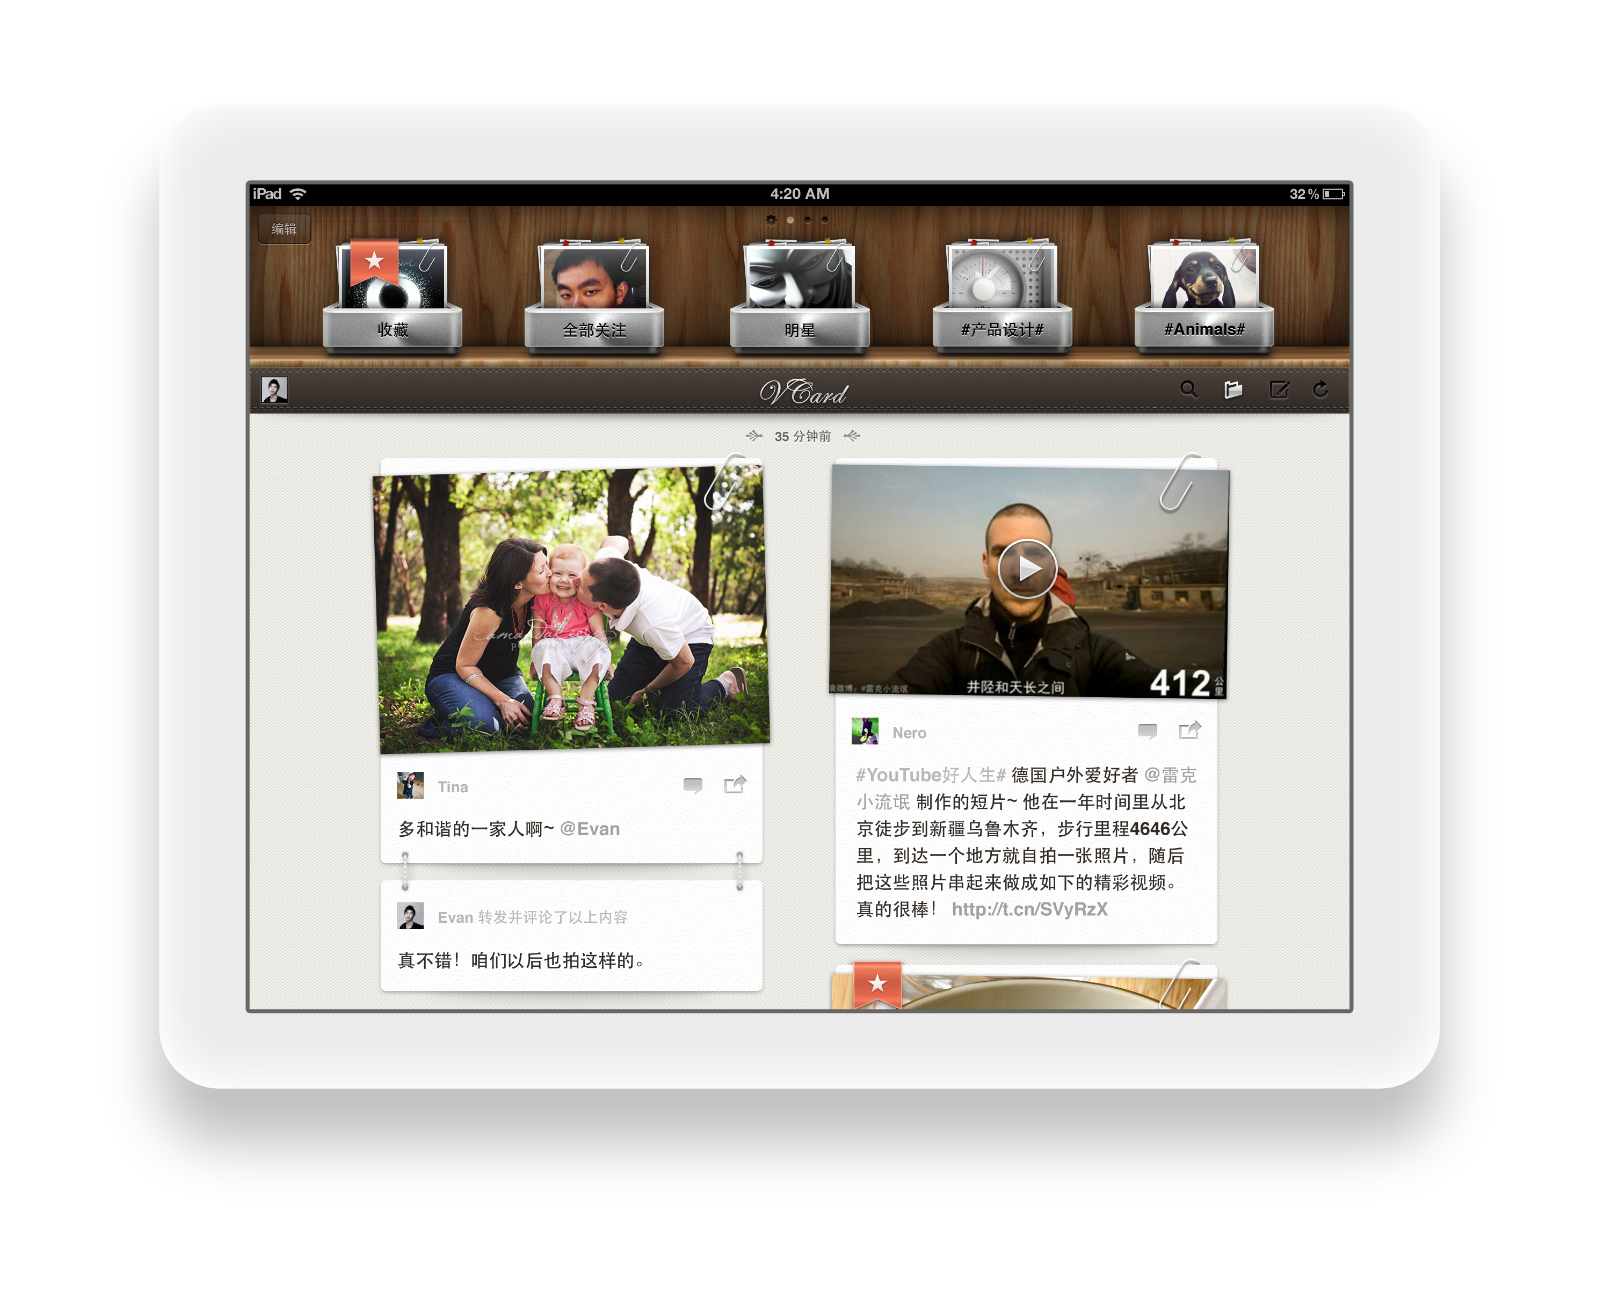 iPad
4:20 AM
32%
编辑
收藏
全部关注
明星
#产品设计#
#Animals#
VCard
35 分钟前
Tina
多和谐的一家人啊~ @Evan
Evan 转发并评论了以上内容
真不错！咱们以后也拍这样的。
井陉和天长之间
412公里
Nero
#YouTube好人生# 德国户外爱好者 @雷克
小流氓 制作的短片~ 他在一年时间里从北
京徒步到新疆乌鲁木齐，步行里程4646公
里，到达一个地方就自拍一张照片，随后
把这些照片串起来做成如下的精彩视频。
真的很棒！ http://t.cn/SVyRzX